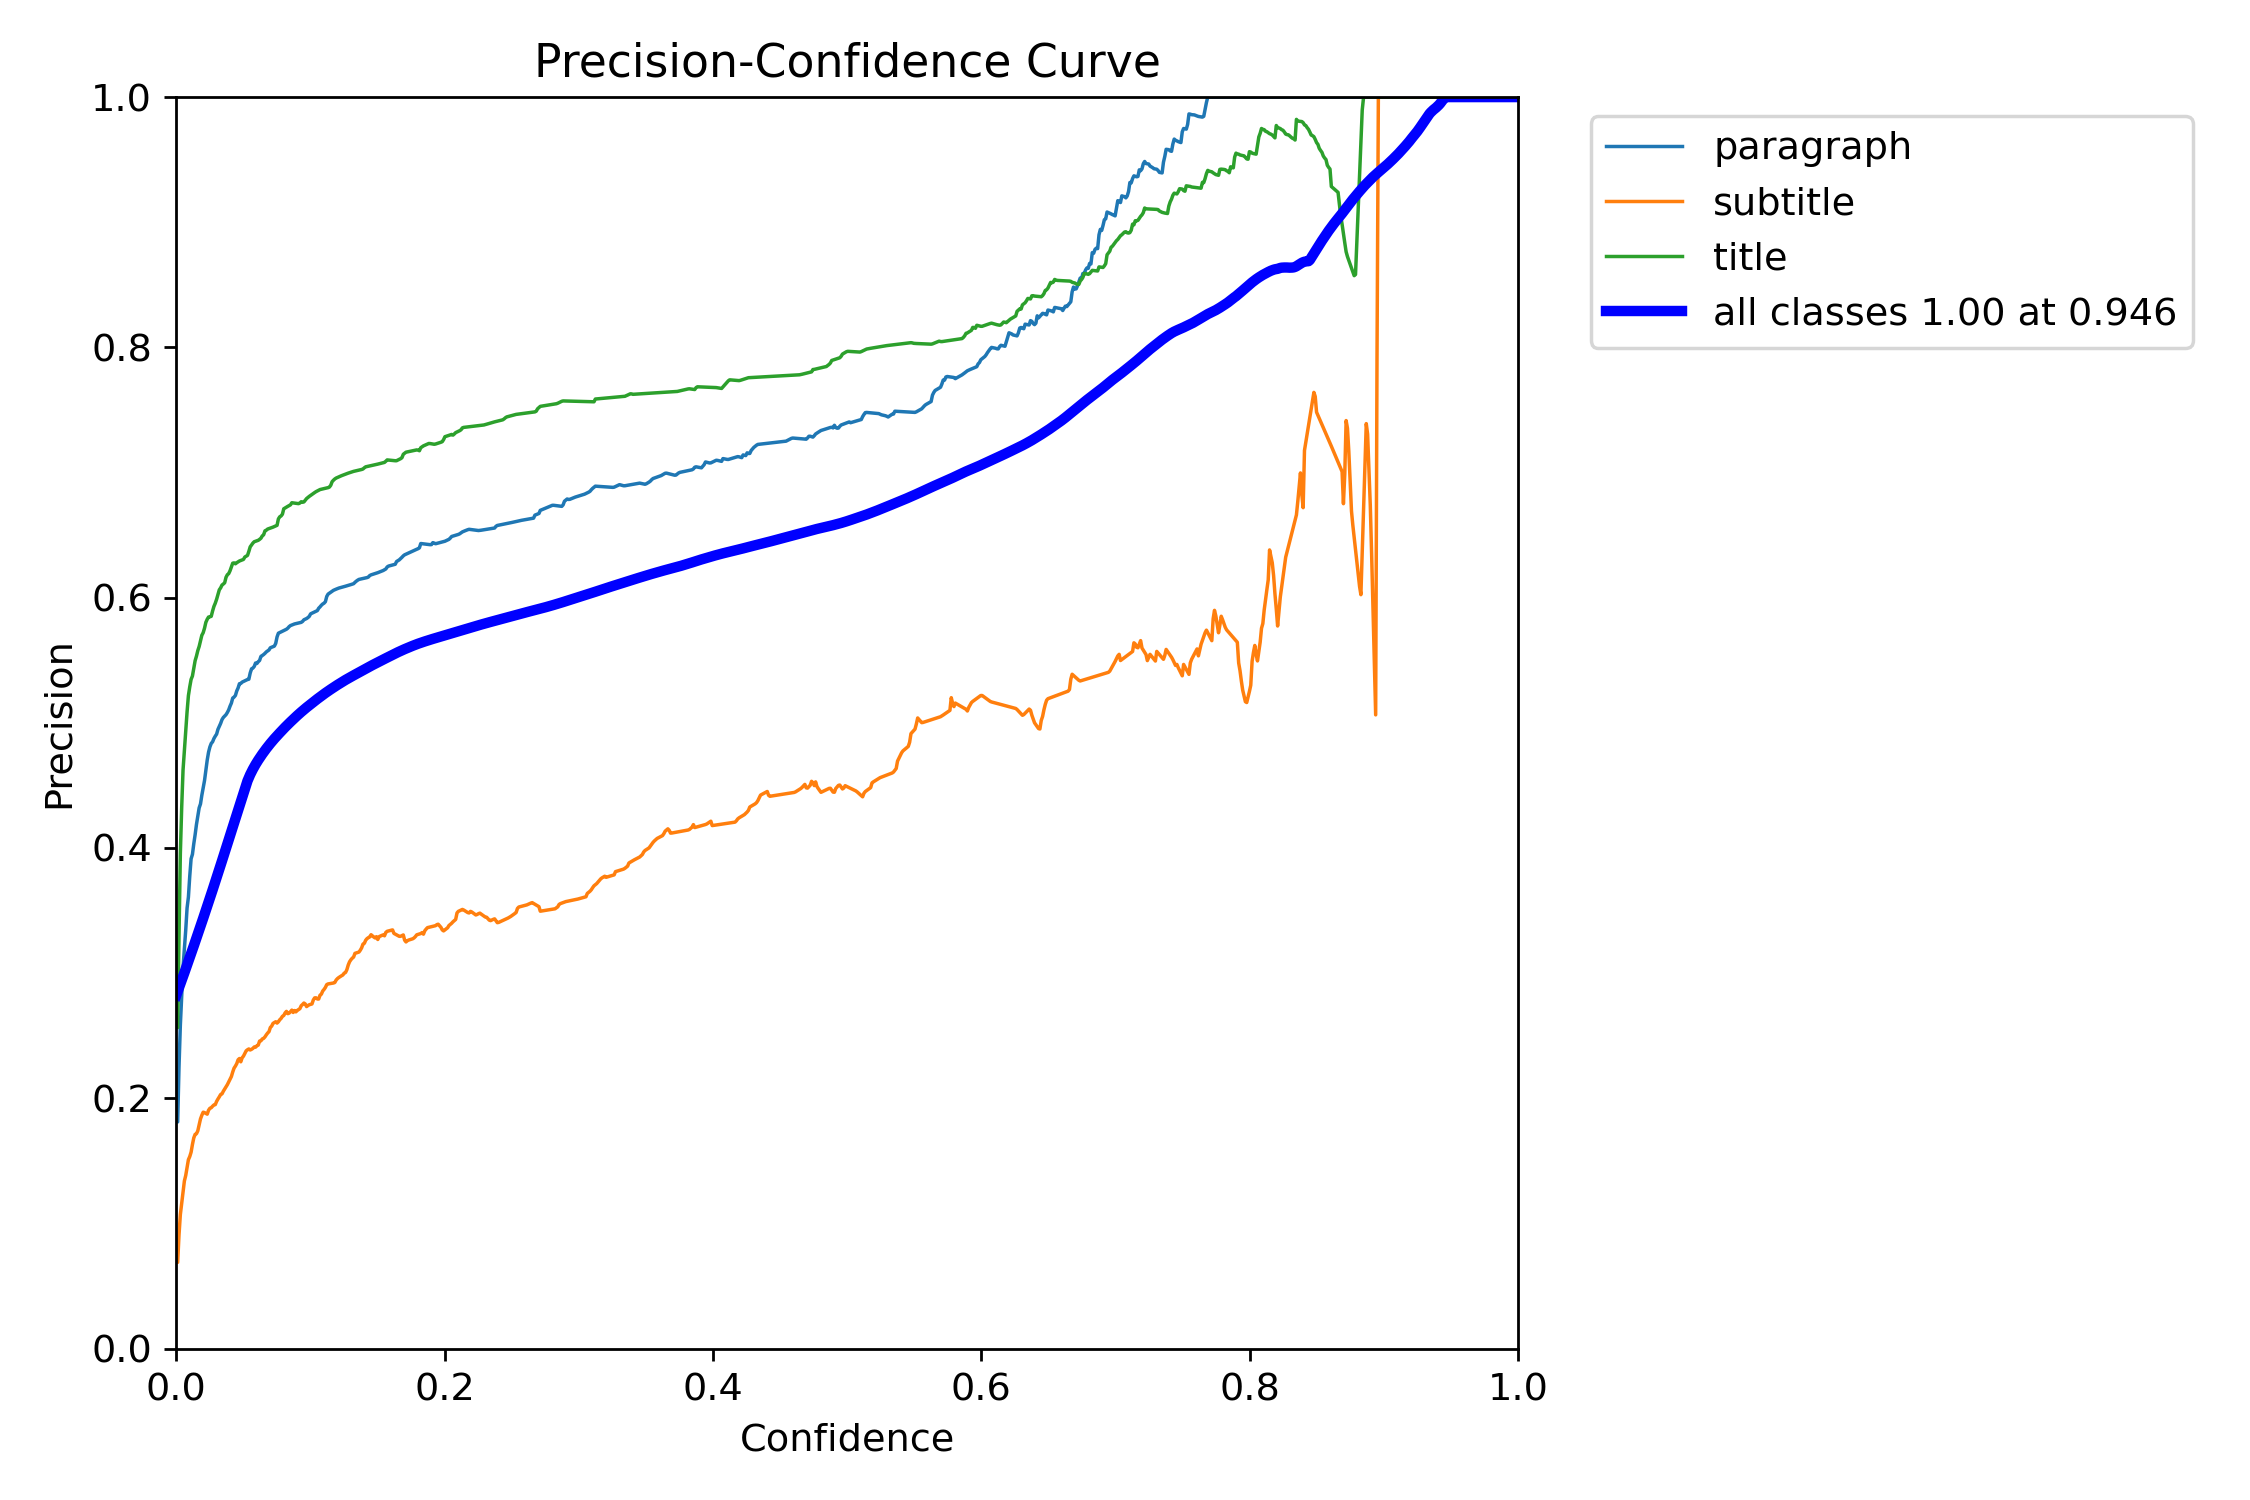 Precision-Confidence Curve
1.0
0.8
0.6
0.4
0.2
0.0
Precision
0.0 0.2 0.4 0.6 0.8 1.0
Confidence
paragraph
subtitle
title
all classes 1.00 at 0.946